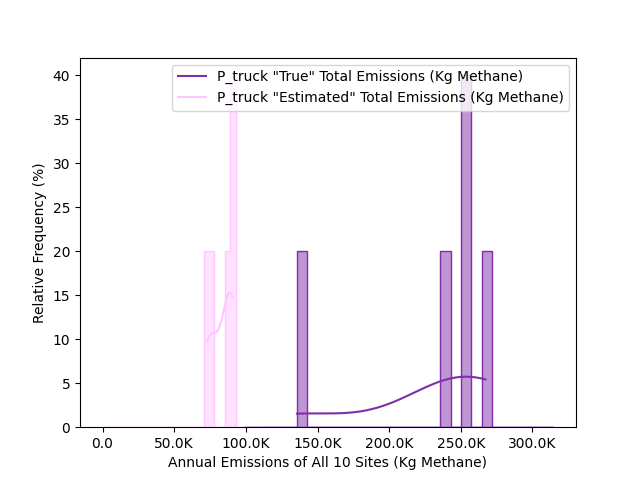 P_truck "True" Total Emissions (Kg Methane)
P_truck "Estimated" Total Emissions (Kg Methane)
40
35
30
25
20
15
10
5
0
Relative Frequency (%)
0.0 50.0K 100.0K 150.0K 200.0K 250.0K 300.0K
Annual Emissions of All 10 Sites (Kg Methane)